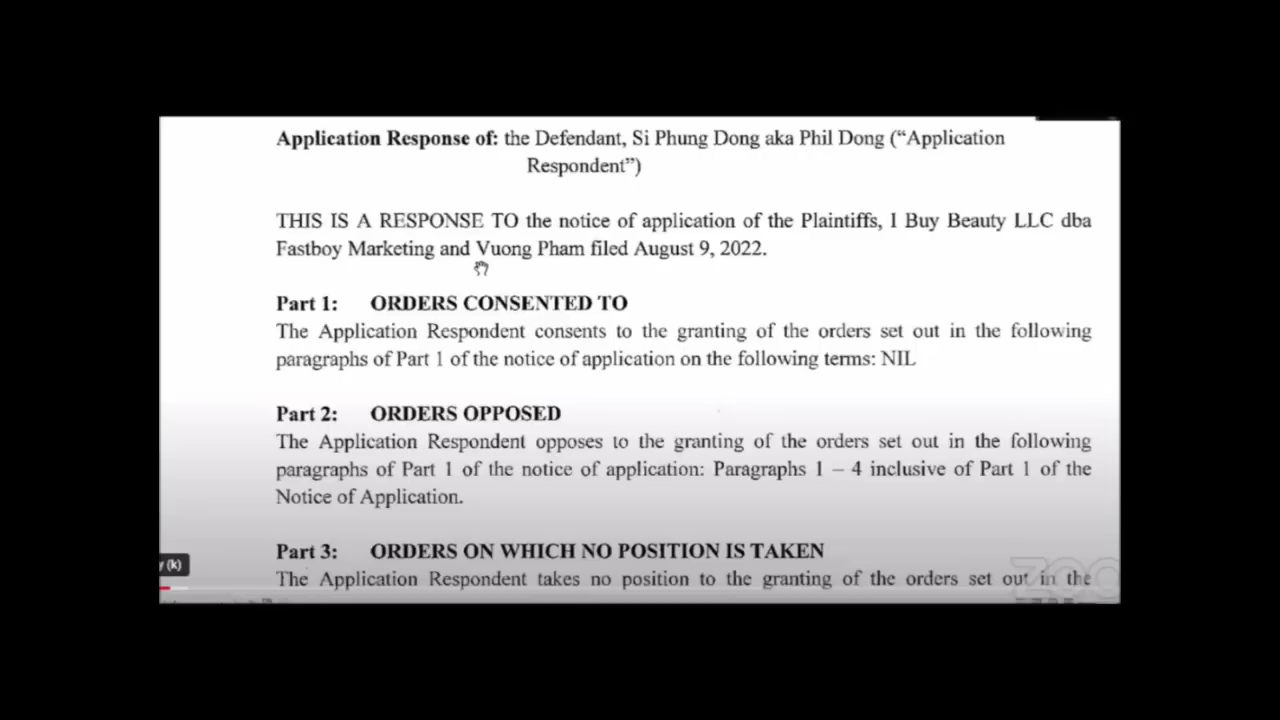 Application Response of: the Defendant, Si Phung Dong aka Phil Dong (“Application
Respondent”)
THIS IS A RESPONSE TO the notice of application of the Plaintiffs, I Buy Beauty LLC dba
Fastboy Marketing and Vuong Pham filed August 9, 2022.
Part 1: ORDERS CONSENTED TO
The Application Respondent consents to the granting of the orders set out in the following
paragraphs of Part 1 of the notice of application on the following terms: NIL
Part 2: ORDERS OPPOSED
The Application Respondent opposes to the granting of the orders set out in the following
paragraphs of Part 1 of the notice of application: Paragraphs 1 – 4 inclusive of Part 1 of the
Notice of Application.
Part 3: ORDERS ON WHICH NO POSITION IS TAKEN
y (k)
The Application Respondent takes no position to the granting of the orders set out in the